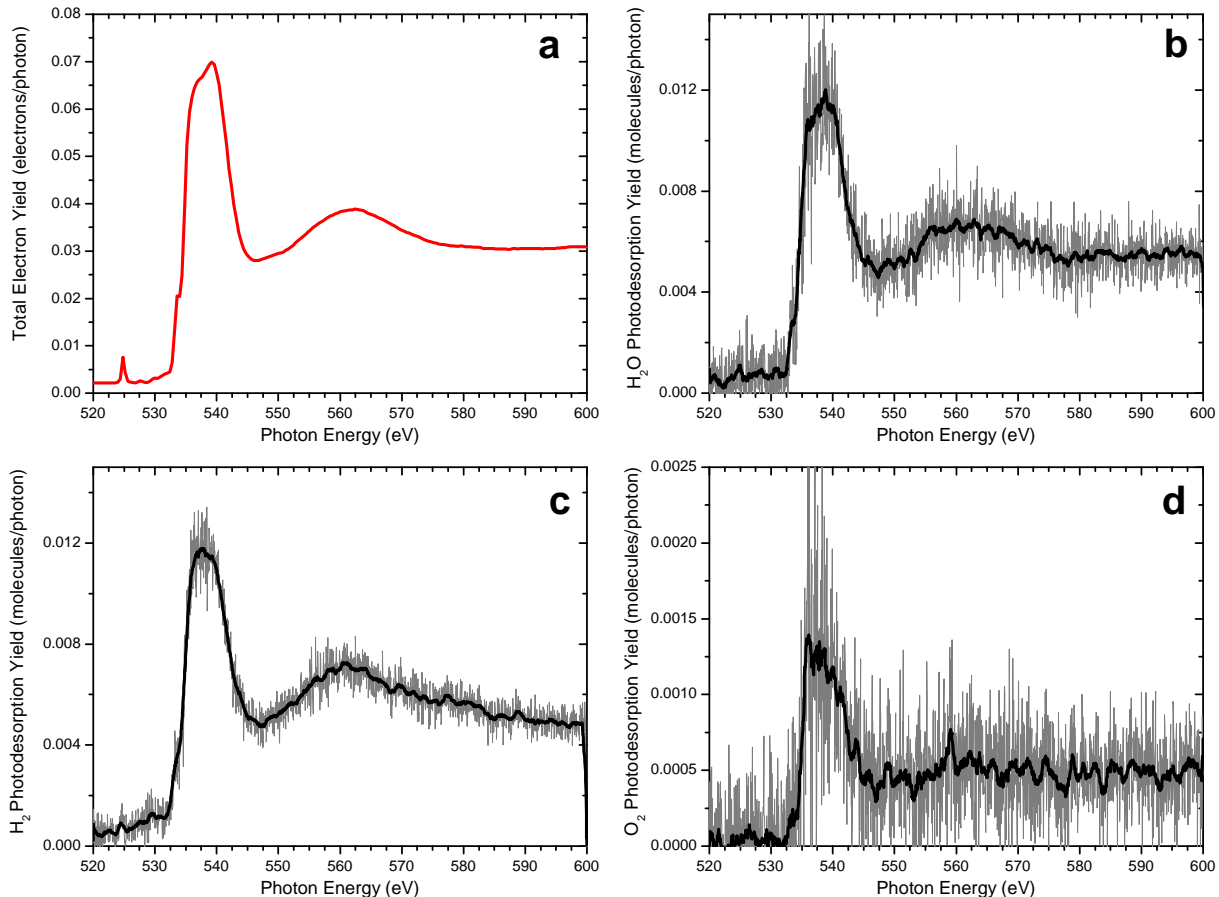 a
Total Electron Yield (electrons/photon)
0.08
0.07
0.06
0.05
0.04
0.03
0.02
0.01
0.00
520 530 540 550 560 570 580 590 600
Photon Energy (eV)
b
H₂O Photodesorption Yield (molecules/photon)
0.012
0.008
0.004
0.000
520 530 540 550 560 570 580 590 600
Photon Energy (eV)
c
H₂ Photodesorption Yield (molecules/photon)
0.012
0.008
0.004
0.000
520 530 540 550 560 570 580 590 600
Photon Energy (eV)
d
O₂ Photodesorption Yield (molecules/photon)
0.0025
0.0020
0.0015
0.0010
0.0005
0.0000
520 530 540 550 560 570 580 590 600
Photon Energy (eV)